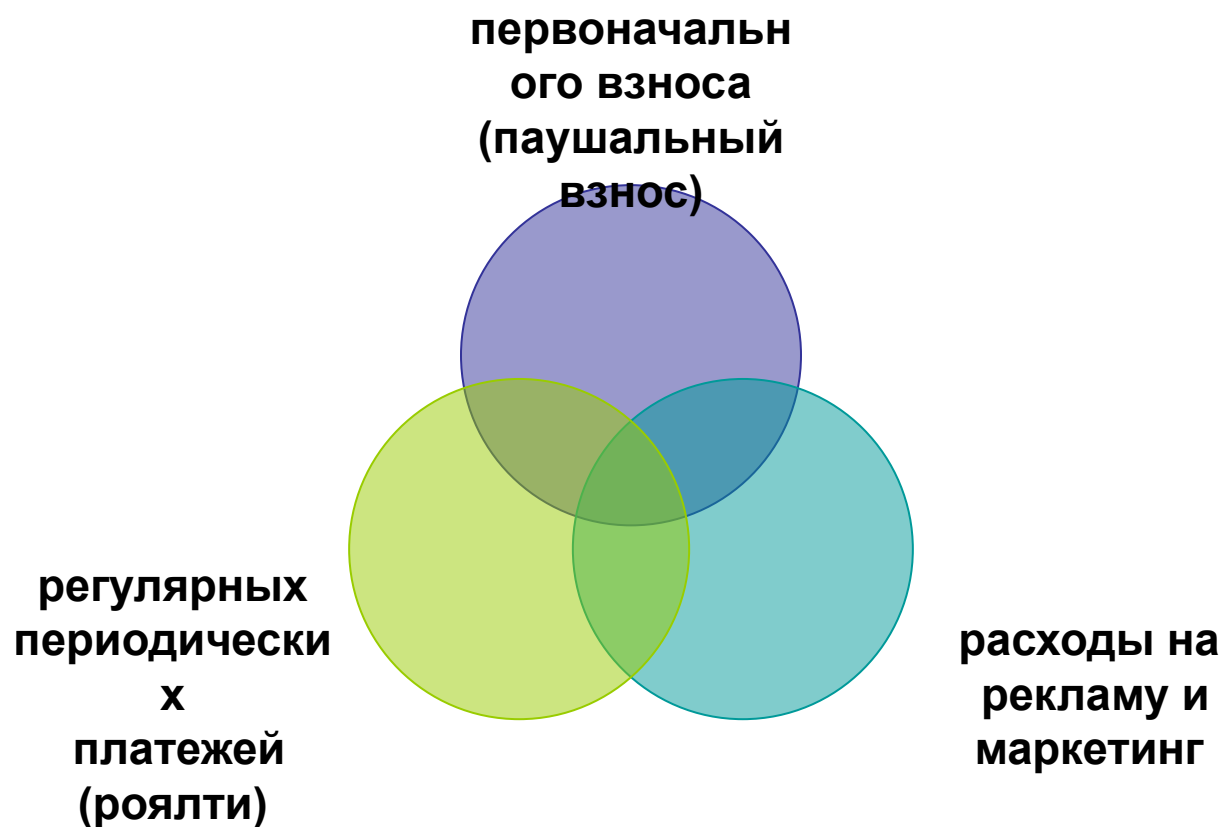 первоначальн
ого взноса
(паушальный
взнос)
регулярных
периодически
х
платежей
(роялти)
расходы на
рекламу и
маркетинг